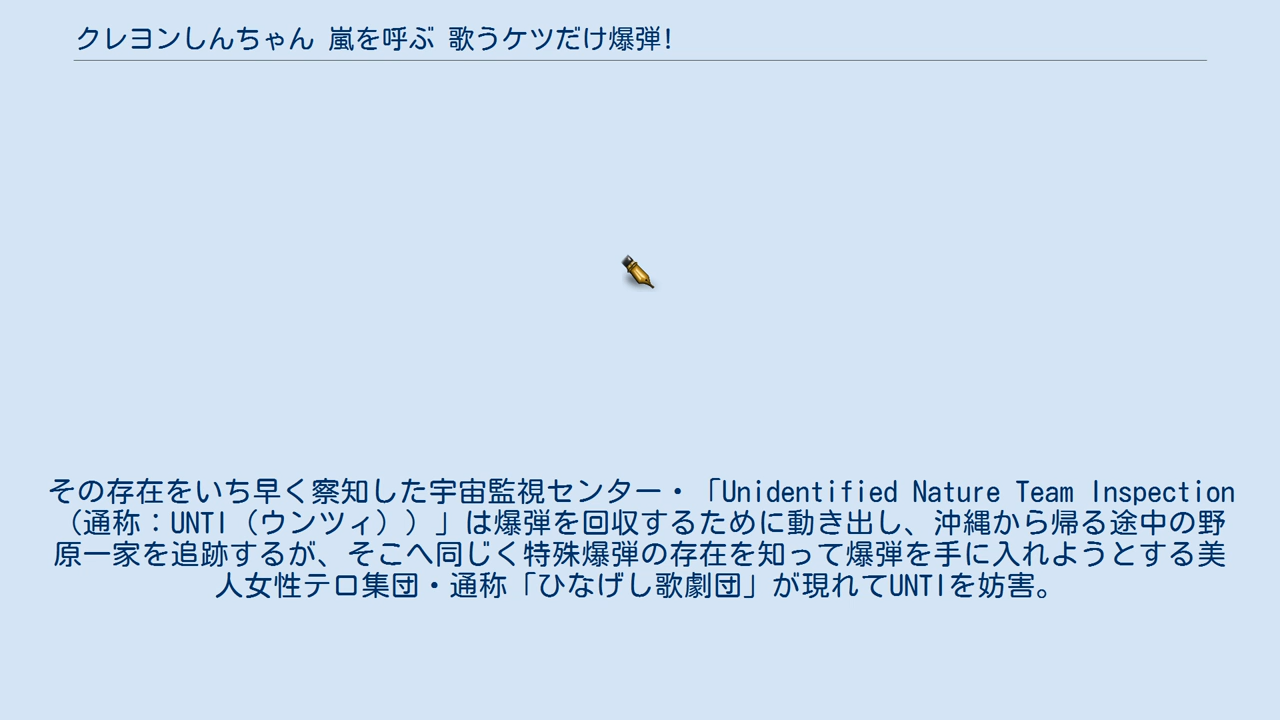 クレヨンしんちゃん 嵐を呼ぶ 歌うケツだけ爆弾!
その存在をいち早く察知した宇宙監視センター・「Unidentified Nature Team Inspection
（通称：UNTI（ウンツィ））」は爆弾を回収するために動き出し、沖縄から帰る途中の野
原一家を追跡するが、そこへ同じく特殊爆弾の存在を知って爆弾を手に入れようとする美
人女性テロ集団・通称「ひなげし歌劇団」が現れてUNTIを妨害。